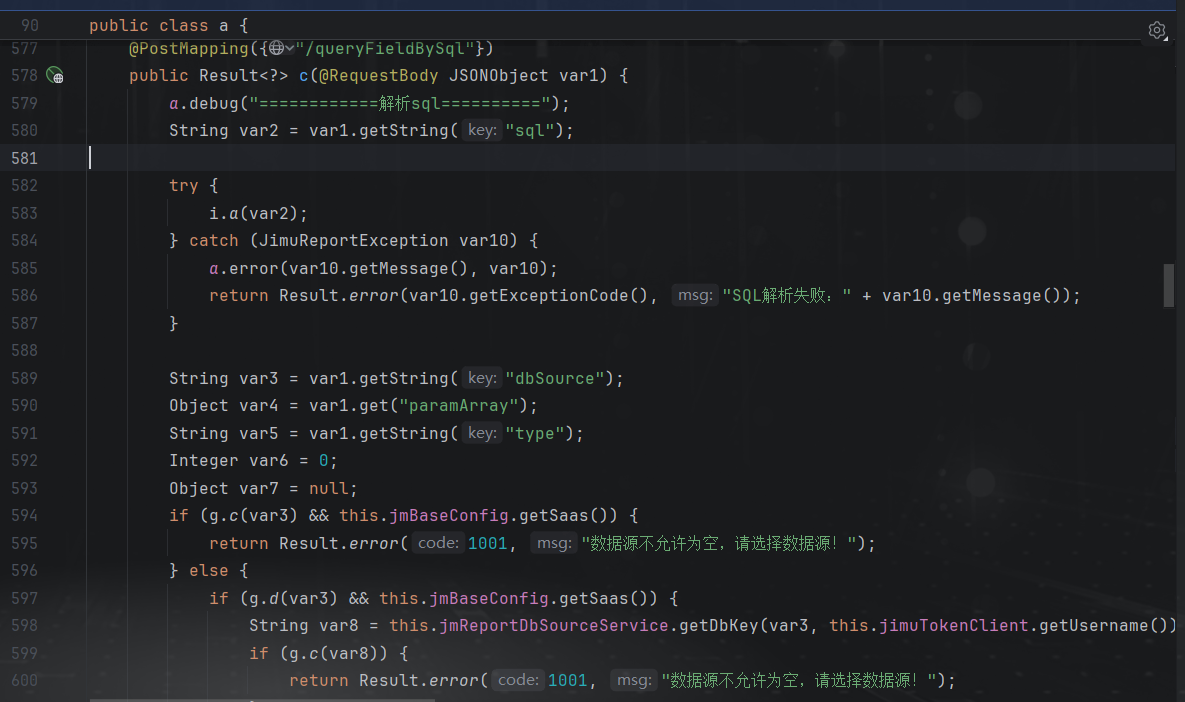 90 public class a {
577 @PostMapping({"/queryFieldBySql"})
578 public Result<?> c(@RequestBody JSONObject var1) {
579 a.debug("============解析sql==========");
580 String var2 = var1.getString( key: "sql");
581
582 try {
583 i.a(var2);
584 } catch (JimuReportException var10) {
585 a.error(var10.getMessage(), var10);
586 return Result.error(var10.getExceptionCode(), msg: "SQL解析失败：" + var10.getMessage());
587 }
588
589 String var3 = var1.getString( key: "dbSource");
590 Object var4 = var1.get("paramArray");
591 String var5 = var1.getString( key: "type");
592 Integer var6 = 0;
593 Object var7 = null;
594 if (g.c(var3) && this.jmBaseConfig.getSaas()) {
595 return Result.error( code: 1001, msg: "数据源不允许为空，请选择数据源！");
596 } else {
597 if (g.d(var3) && this.jmBaseConfig.getSaas()) {
598 String var8 = this.jmReportDbSourceService.getDbKey(var3, this.jimuTokenClient.getUsername())
599 if (g.c(var8)) {
600 return Result.error( code: 1001, msg: "数据源不允许为空，请选择数据源！");